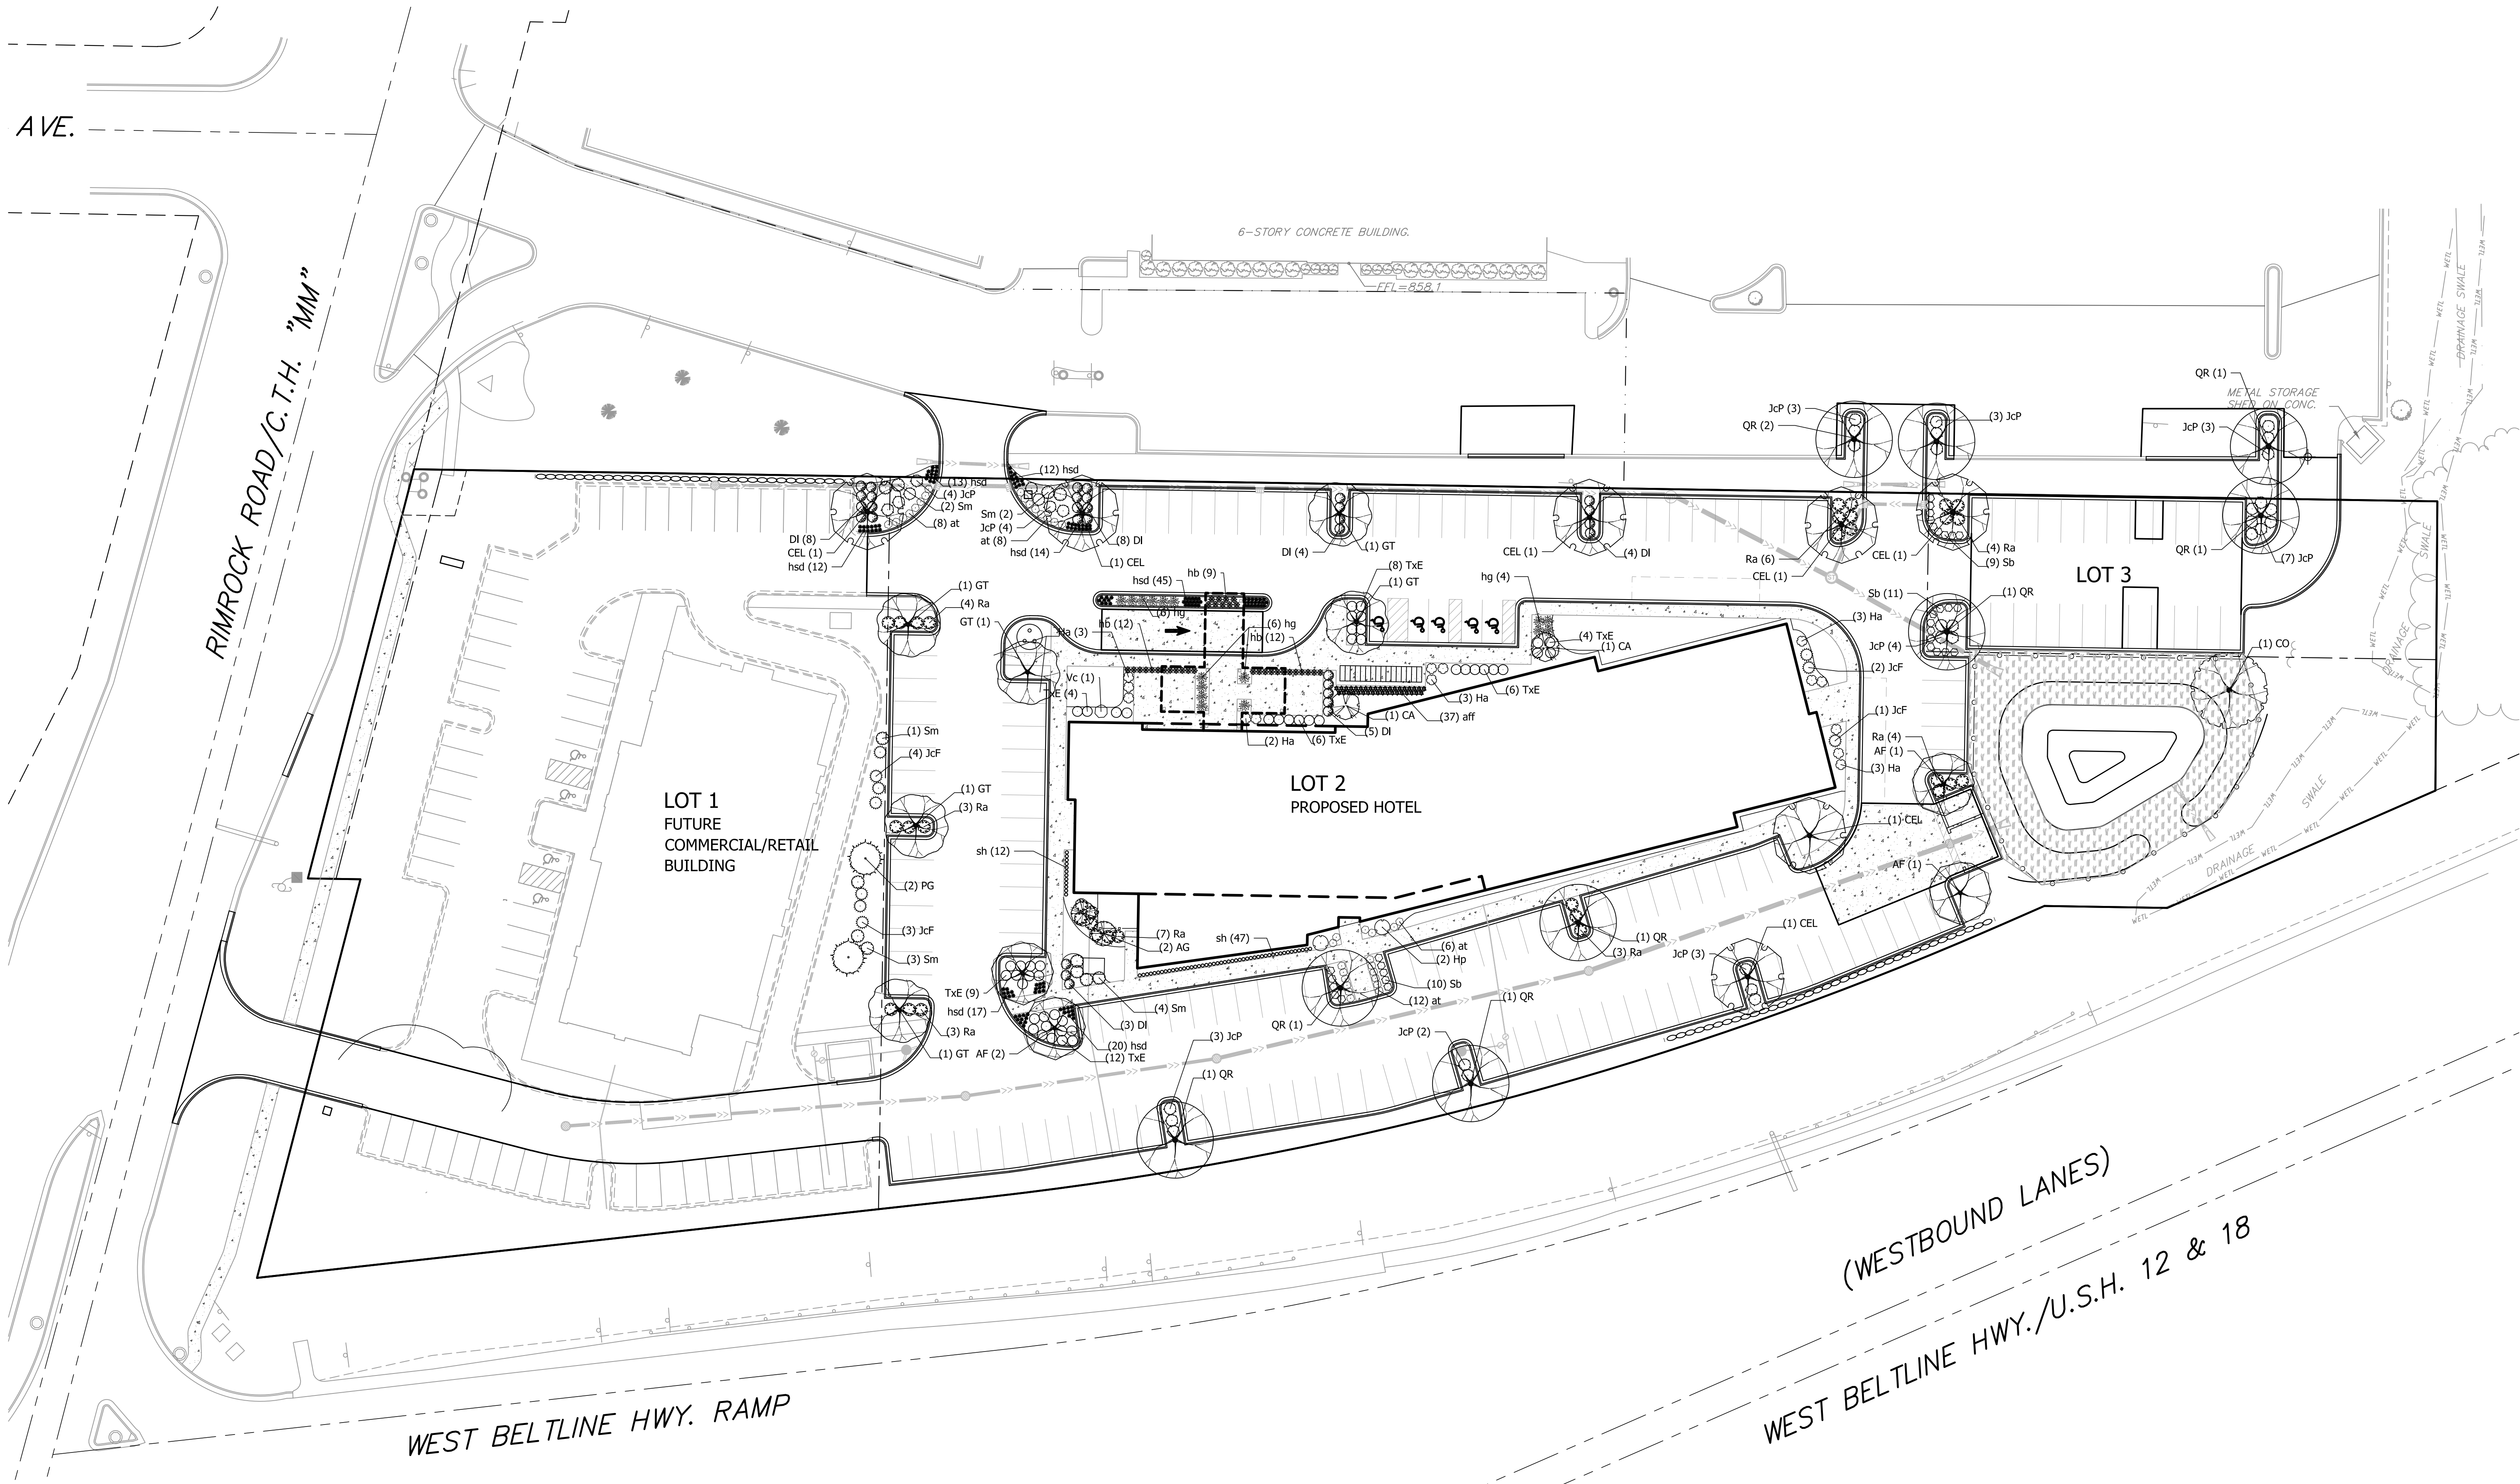 AVE.
RIMROCK ROAD/C.T.H. "MM"
6-STORY CONCRETE BUILDING.
FFL=858.1
METAL STORAGE
SHED ON CONC.
DRAINAGE SWALE
WETL
WETL
WETL
WETL
QR (1)
JcP (3)
JcP (3)
QR (2)
(3) JcP
(12) hsd
(13) hsd
(4) JcP
(2) Sm
(8) at
Sm (2)
JcP (4)
at (8)
hsd (14)
DI (8)
CEL (1)
hsd (12)
(8) DI
(1) CEL
DI (4)
(1) GT
CEL (1)
(4) DI
Ra (6)
CEL (1)
CEL (1)
(4) Ra
(9) Sb
QR (1)
(7) JcP
LOT 3
hb (9)
hsd (45)
(8) hg
(8) TxE
(1) GT
hg (4)
(1) GT
(4) Ra
GT (1)
Ha (3)
hb (12)
(6) hg
hb (12)
(4) TxE
(1) CA
(3) Ha
Sb (11)
(1) QR
JcP (4)
(2) JcF
(1) CO
Vc (1)
TxE (4)
(3) Ha
(6) TxE
(1) CA
(37) aff
(5) DI
(2) Ha
(6) TxE
(1) JcF
Ra (4)
AF (1)
(3) Ha
DRAINAGE
SWALE
(1) Sm
(4) JcF
(1) GT
(3) Ra
LOT 1
FUTURE
COMMERCIAL/RETAIL
BUILDING
LOT 2
PROPOSED HOTEL
sh (12)
(2) PG
(1) CEL
AF (1)
DRAINAGE
SWALE
(3) JcF
(3) Sm
(7) Ra
(2) AG
sh (47)
(6) at
(2) Hp
(1) QR
(3) Ra
(1) CEL
JcP (3)
TxE (9)
hsd (17)
(4) Sm
(3) DI
(10) Sb
(12) at
QR (1)
(1) QR
(3) Ra
(1) GT
AF (2)
(20) hsd
(12) TxE
(3) JcP
JcP (2)
(1) QR
(WESTBOUND LANES)
WEST BELTLINE HWY./U.S.H. 12 & 18
WEST BELTLINE HWY. RAMP